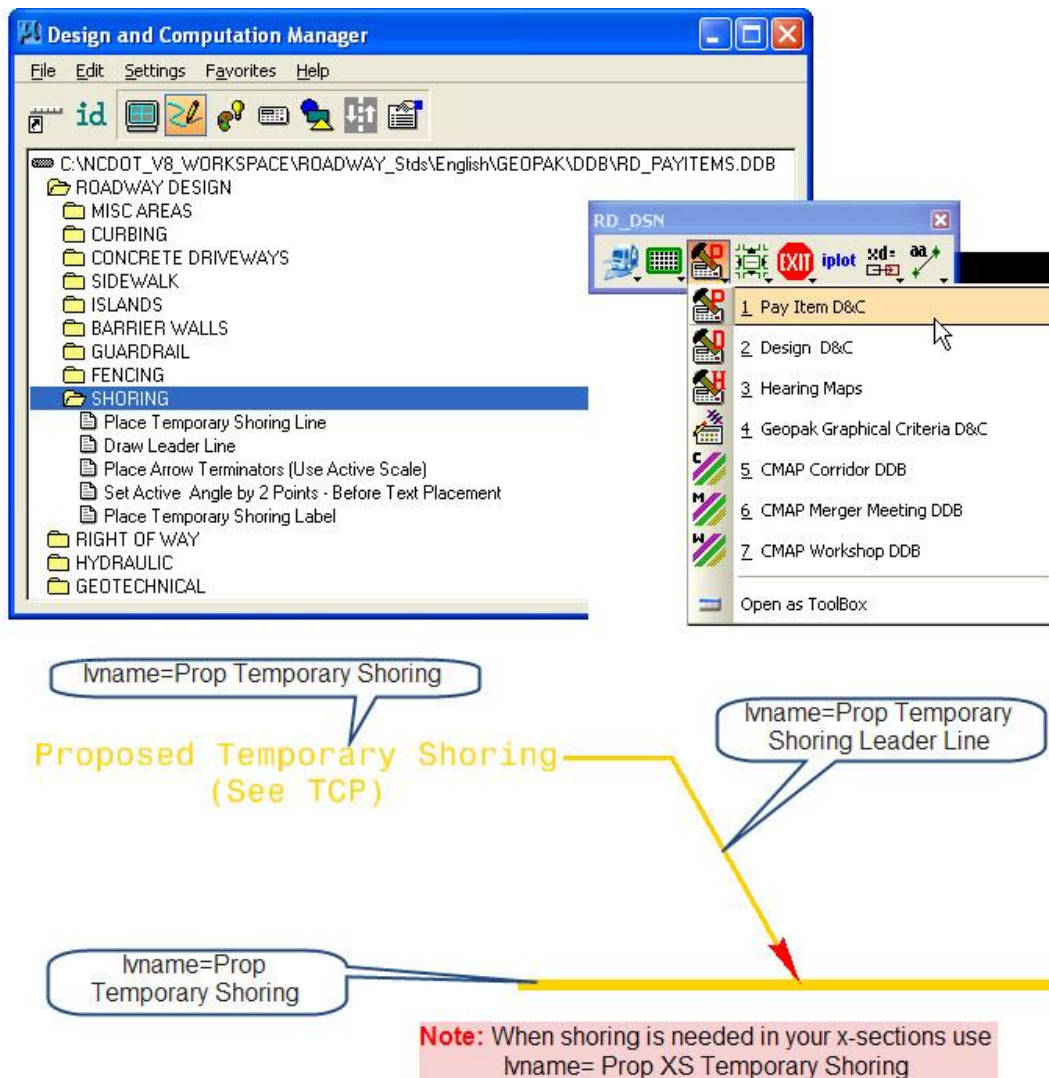 Design and Computation Manager
File Edit Settings Favorites Help
id
C:\NCDOT_V8_WORKSPACE\ROADWAY_Stds\English\GEOPAK\DDB\RD_PAYITEMS.DDB
ROADWAY DESIGN
MISC AREAS
CURBING
CONCRETE DRIVEWAYS
SIDEWALK
ISLANDS
BARRIER WALLS
GUARDRAIL
FENCING
SHORING
Place Temporary Shoring Line
Draw Leader Line
Place Arrow Terminators (Use Active Scale)
Set Active Angle by 2 Points - Before Text Placement
Place Temporary Shoring Label
RIGHT OF WAY
HYDRAULIC
GEOTECHNICAL
RD_DSN
P EXIT iplot xd= aa
P 1 Pay Item D&C
D 2 Design D&C
H 3 Hearing Maps
4 Geopak Graphical Criteria D&C
C 5 CMAP Corridor DDB
M 6 CMAP Merger Meeting DDB
W 7 CMAP Workshop DDB
Open as ToolBox
lvname=Prop Temporary Shoring
lvname=Prop Temporary
Shoring Leader Line
Proposed Temporary Shoring
(See TCP)
lvname=Prop
Temporary Shoring
Note: When shoring is needed in your x-sections use
lvname= Prop XS Temporary Shoring